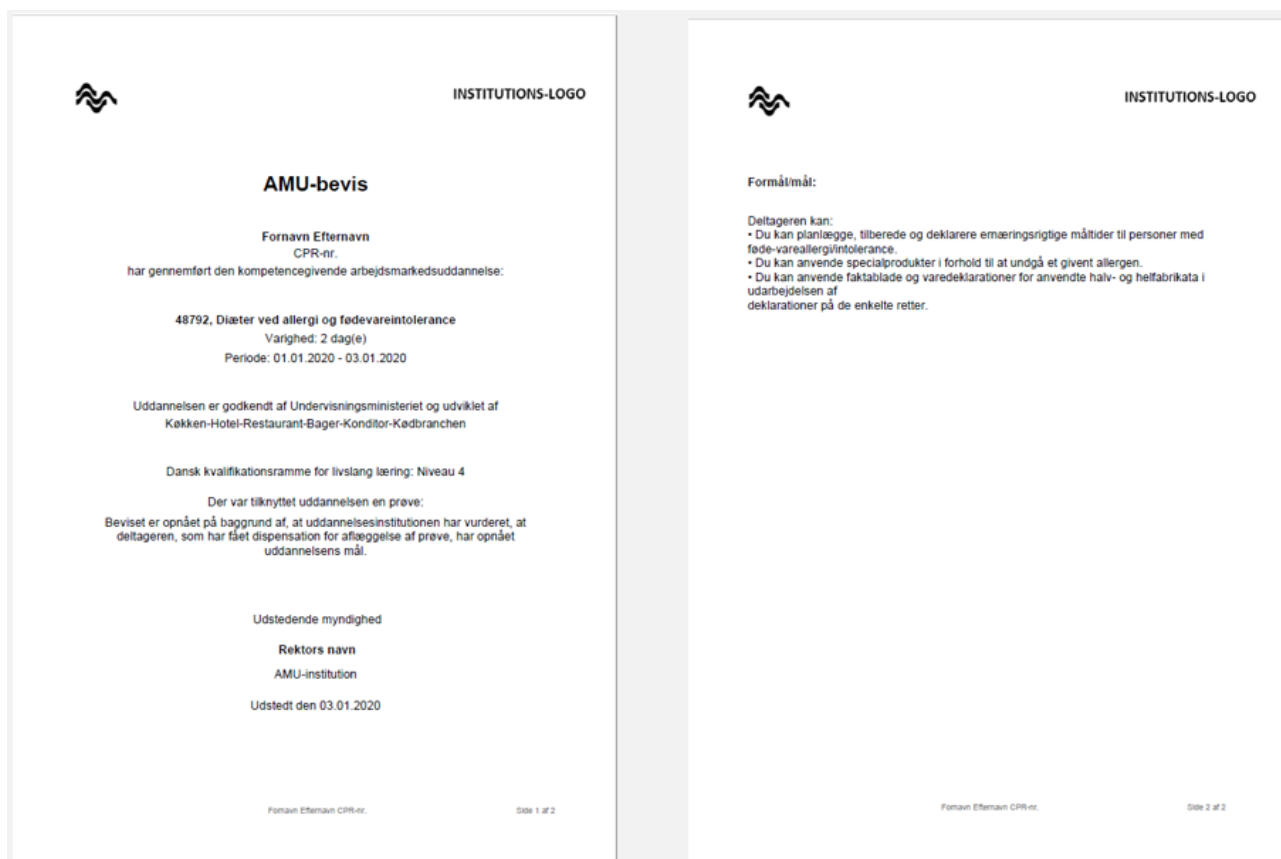 INSTITUTIONS-LOGO
AMU-bevis
Fornavn Efternavn
CPR-nr.
har gennemført den kompetencegivende arbejdsmarkedsuddannelse:
48792, Diæter ved allergi og fødevareintolerance
Varighed: 2 dag(e)
Periode: 01.01.2020 - 03.01.2020
Uddannelsen er godkendt af Undervisningsministeriet og udviklet af
Køkken-Hotel-Restaurant-Bager-Konditor-Kødbranchen
Dansk kvalifikationsramme for livslang læring: Niveau 4
Der var tilknyttet uddannelsen en prøve:
Beviset er opnået på baggrund af, at uddannelsesinstitutionen har vurderet, at
deltageren, som har fået dispensation for aflæggelse af prøve, har opnået
uddannelsens mål.
Udstedende myndighed
Rektors navn
AMU-institution
Udstedt den 03.01.2020
Fornavn Efternavn CPR-nr.
Side 1 af 2
INSTITUTIONS-LOGO
Formål/mål:
Deltageren kan:
• Du kan planlægge, tilberede og deklarere ernæringsrigtige måltider til personer med
føde-vareallergi/intolerance.
• Du kan anvende specialprodukter i forhold til at undgå et givent allergen.
• Du kan anvende faktablade og varedeklarationer for anvendte halv- og helfabrikata i
udarbejdelsen af
deklarationer på de enkelte retter.
Fornavn Efternavn CPR-nr.
Side 2 af 2